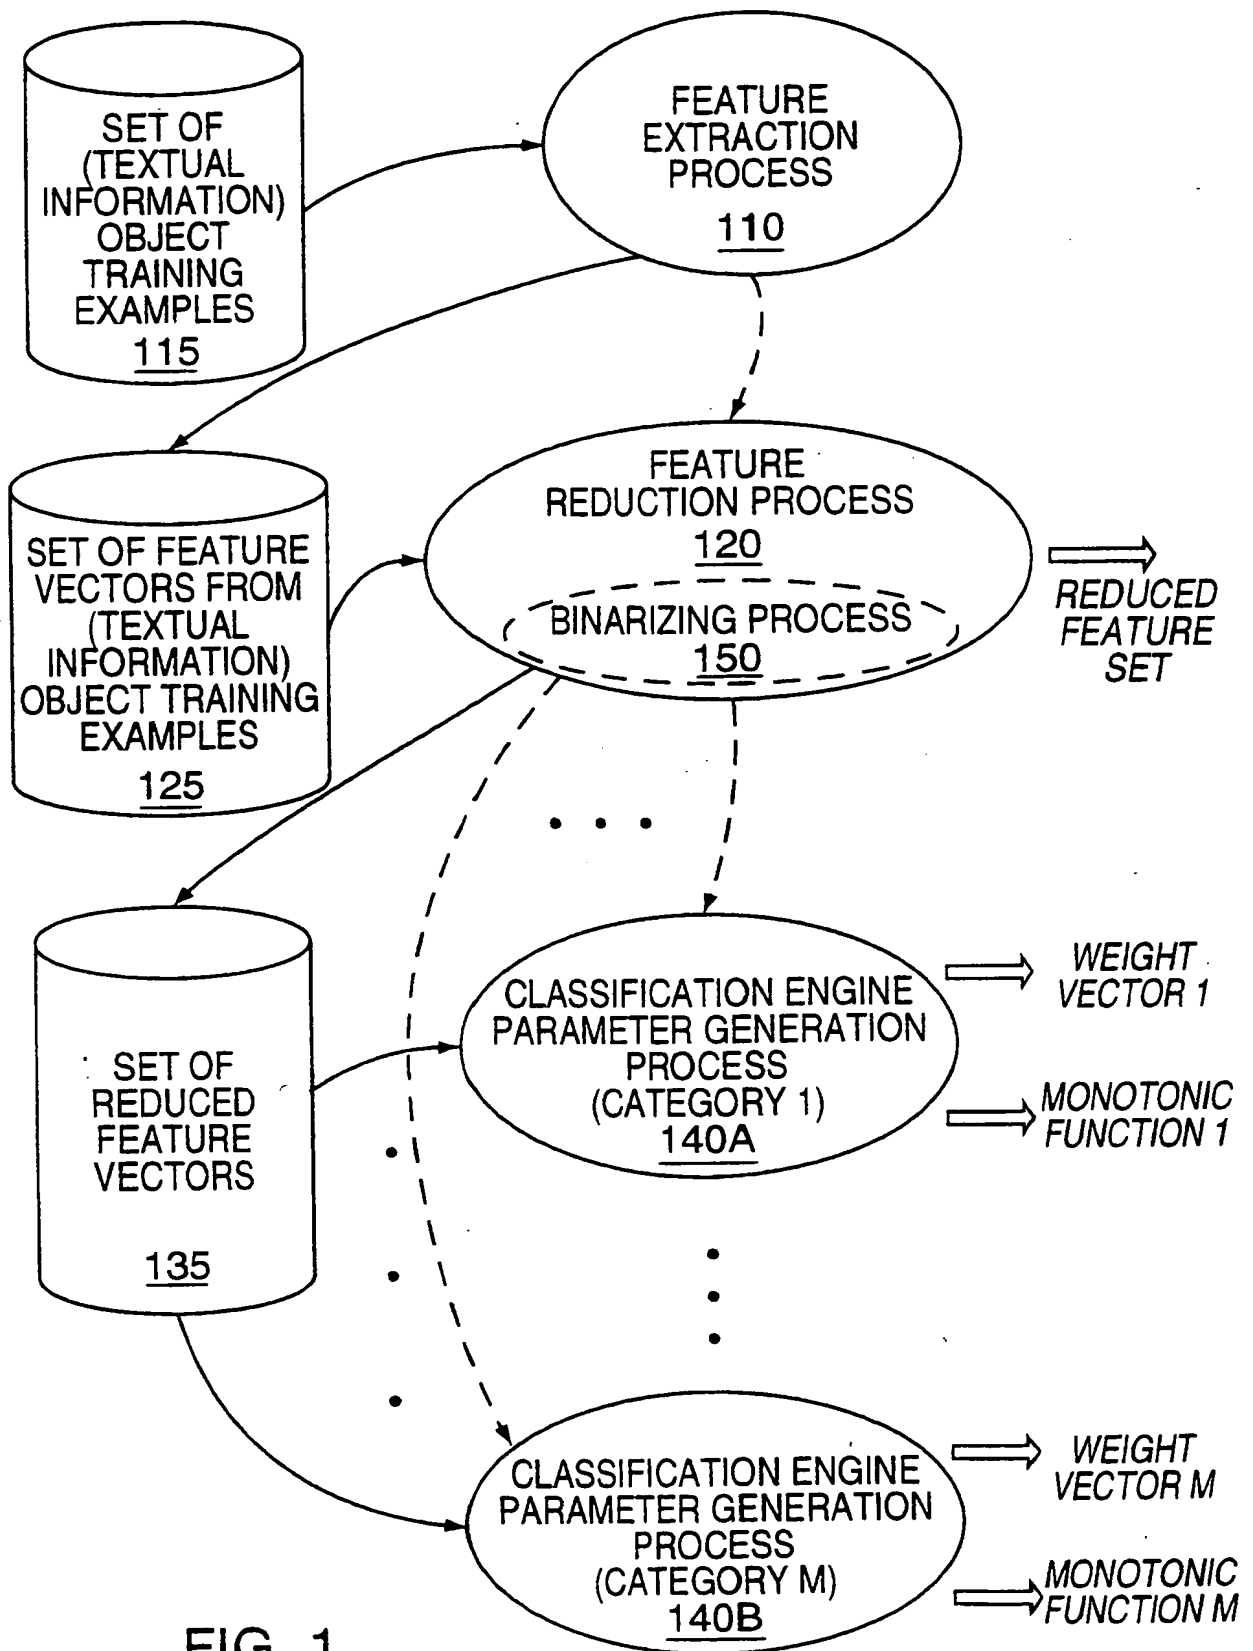 SET OF
(TEXTUAL
INFORMATION)
OBJECT
TRAINING
EXAMPLES
115
FEATURE
EXTRACTION
PROCESS
110
SET OF FEATURE
VECTORS FROM
(TEXTUAL
INFORMATION)
OBJECT TRAINING
EXAMPLES
125
FEATURE
REDUCTION PROCESS
120
BINARIZING PROCESS
150
REDUCED
FEATURE
SET
SET OF
REDUCED
FEATURE
VECTORS
135
CLASSIFICATION ENGINE
PARAMETER GENERATION
PROCESS
(CATEGORY 1)
140A
WEIGHT
VECTOR 1
MONOTONIC
FUNCTION 1
CLASSIFICATION ENGINE
PARAMETER GENERATION
PROCESS
(CATEGORY M)
140B
WEIGHT
VECTOR M
MONOTONIC
FUNCTION M
FIG. 1